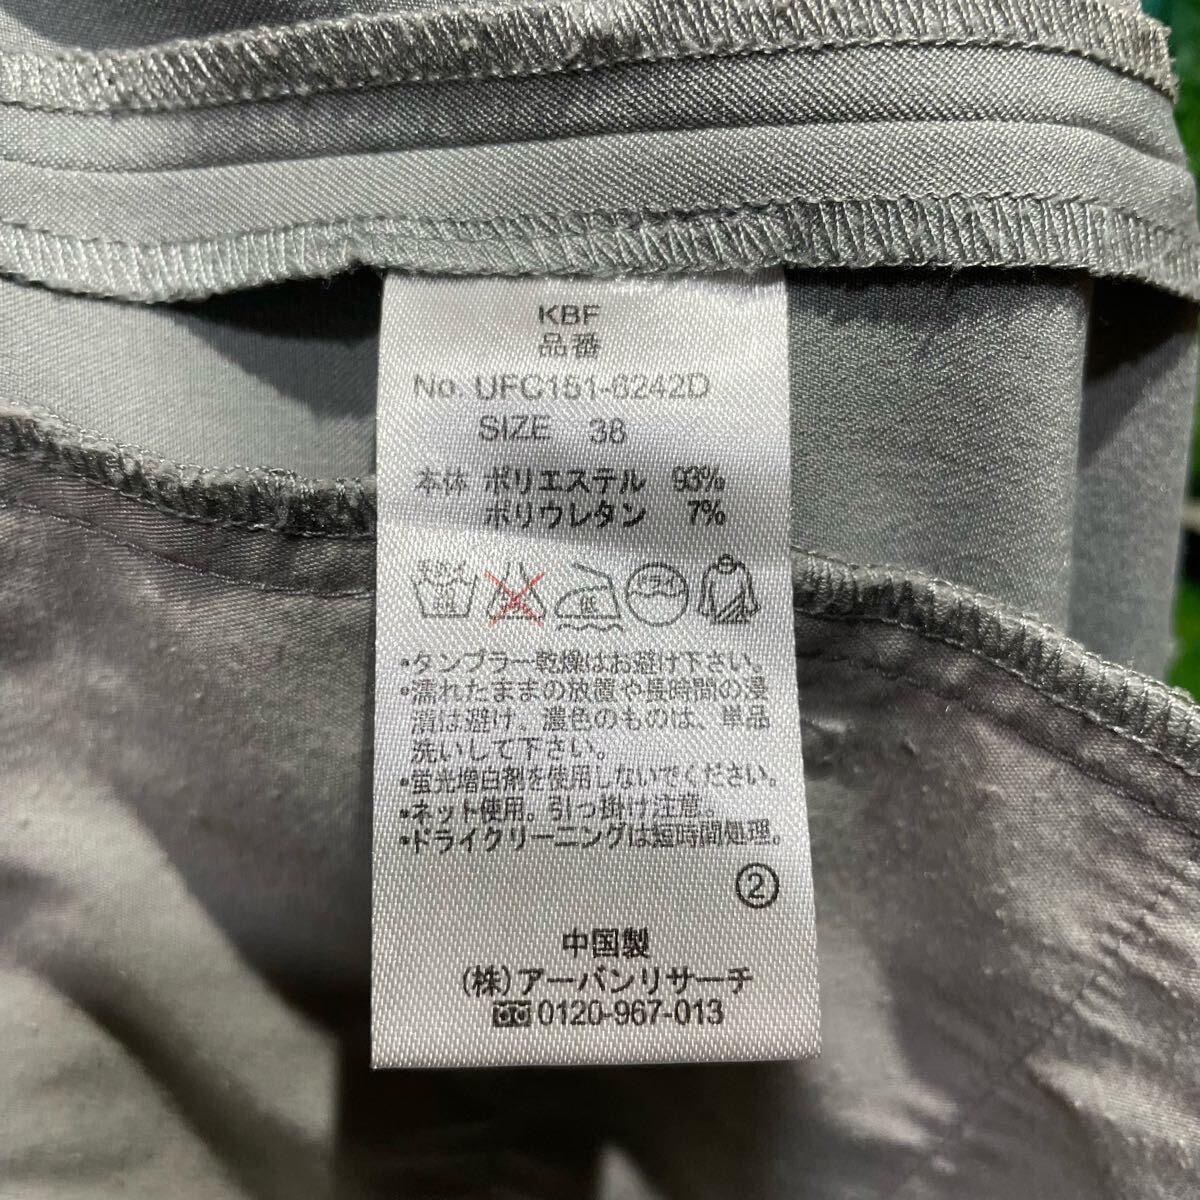 KBF
品番
No. UFC151-6242D
SIZE 38
本体 ポリエステル 93%
ポリウレタン 7%
ドライ
・タンブラー乾燥はお避け下さい。
・濡れたままの放置や長時間の浸
漬は避け。濃色のものは、単品
洗いして下さい。
・蛍光増白剤を使用しないでください。
・ネット使用。引っ掛け注意。
・ドライクリーニングは短時間処理。
②
中国製
(株)アーバンリサーチ
0120-967-013